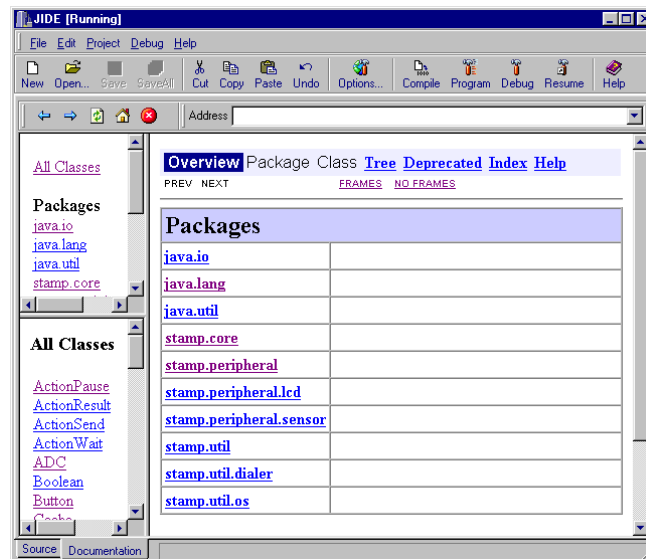 JIDE [Running]
File Edit Project Debug Help
New Open... Save SaveAll Cut Copy Paste Undo Options... Compile Program Debug Resume Help
Address
All Classes
Packages
java.io
java.lang
java.util
stamp.core
All Classes
ActionPause
ActionResult
ActionSend
ActionWait
ADC
Boolean
Button
Overview Package Class Tree Deprecated Index Help
PREV NEXT FRAMES NO FRAMES
Packages
java.io
java.lang
java.util
stamp.core
stamp.peripheral
stamp.peripheral.lcd
stamp.peripheral.sensor
stamp.util
stamp.util.dialer
stamp.util.os
Source Documentation